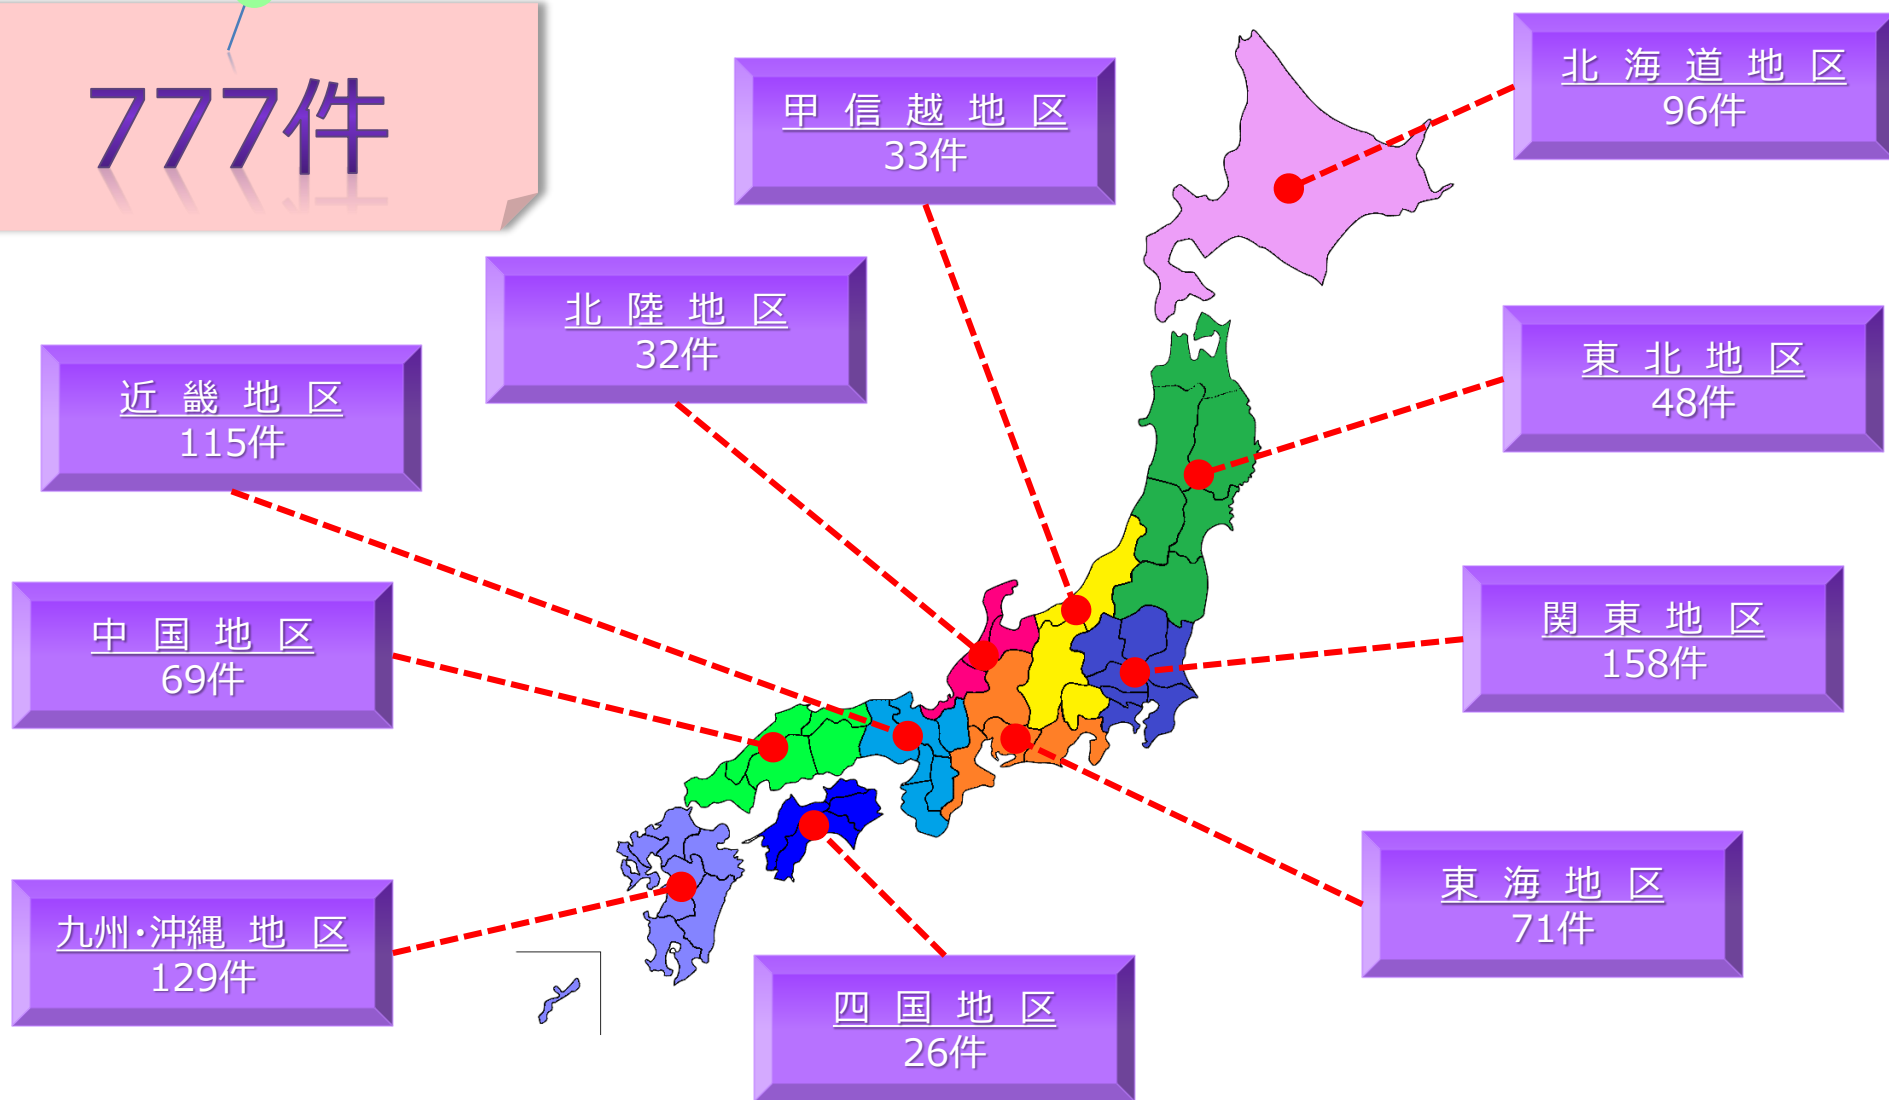 777件
甲信越地区
33件
北海道地区
96件
北陸地区
32件
東北地区
48件
近畿地区
115件
中国地区
69件
関東地区
158件
九州・沖縄地区
129件
東海地区
71件
四国地区
26件